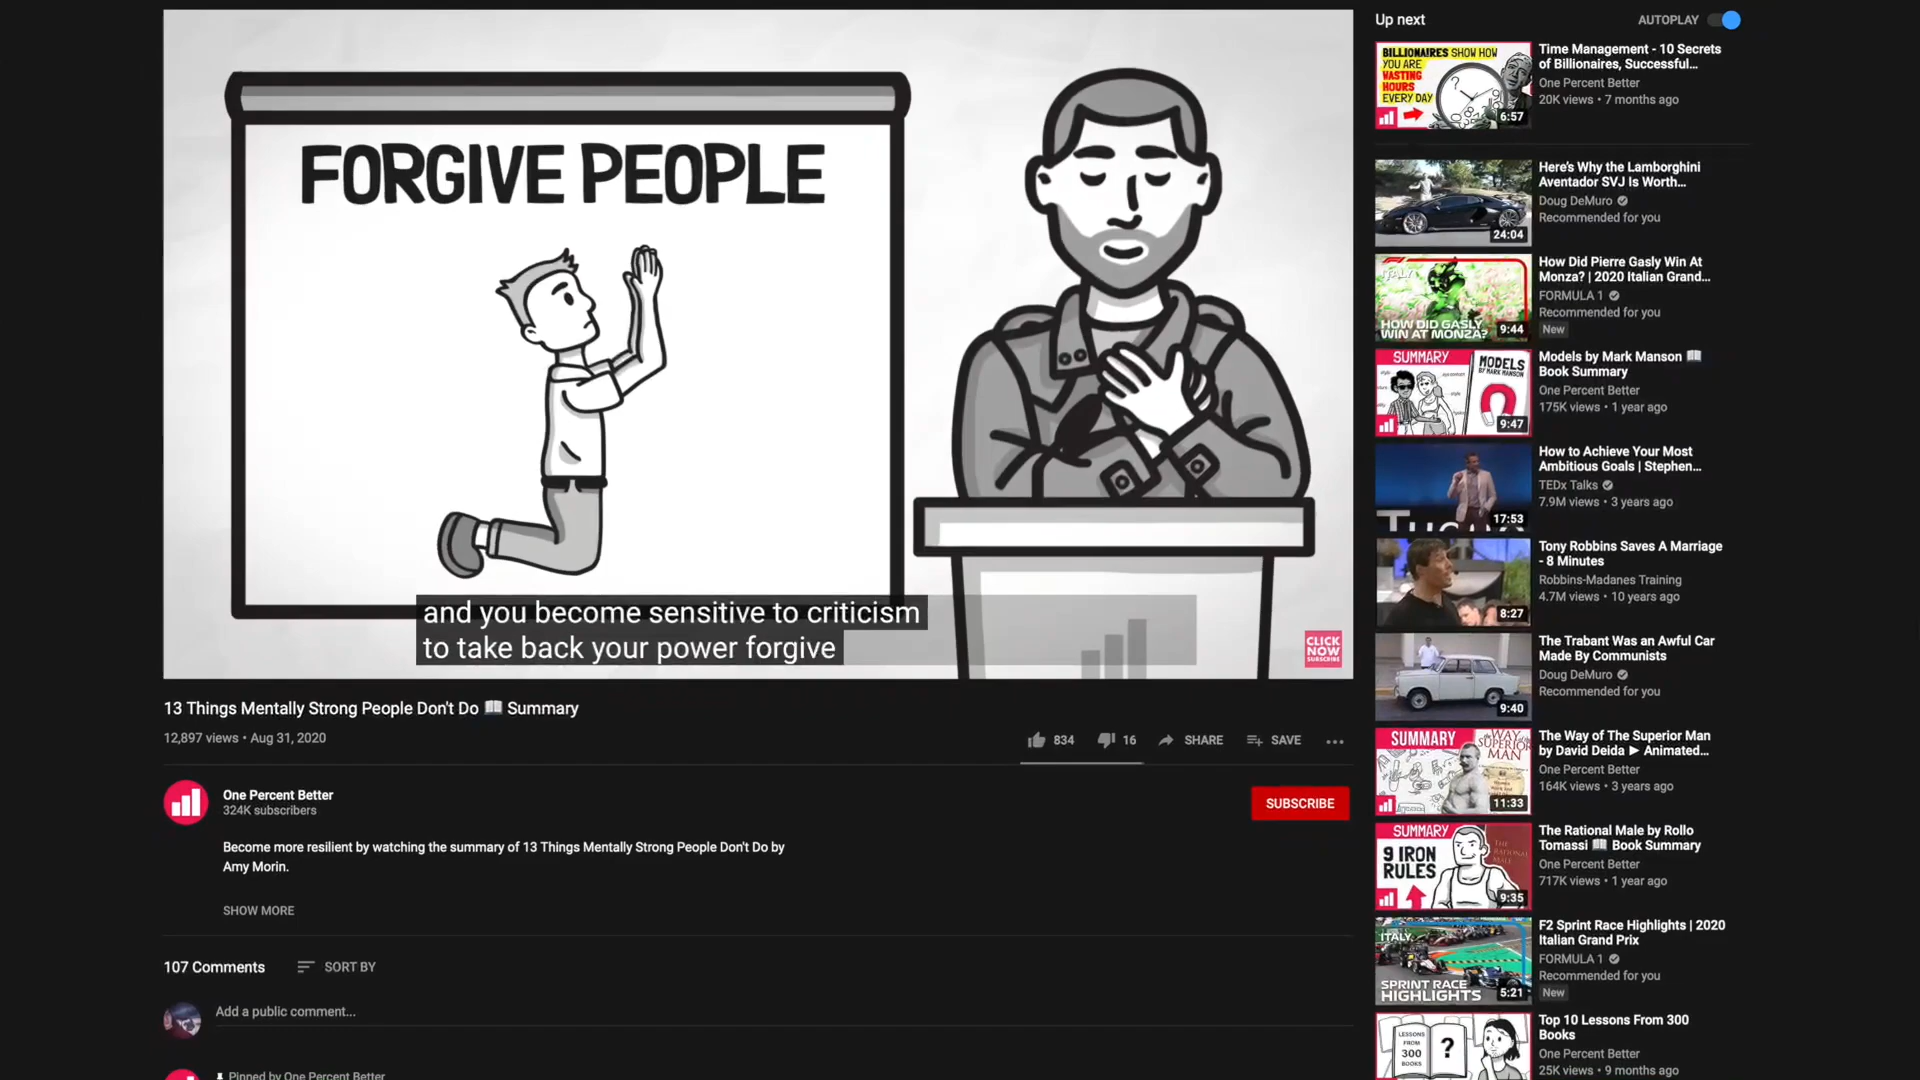 FORGIVE PEOPLE
and you become sensitive to criticism
to take back your power forgive
CLICK
NOW
SUBSCRIBE
13 Things Mentally Strong People Don't Do 📖 Summary
12,897 views • Aug 31, 2020
834
16
SHARE
SAVE
One Percent Better
324K subscribers
SUBSCRIBE
Become more resilient by watching the summary of 13 Things Mentally Strong People Don't Do by
Amy Morin.
SHOW MORE
107 Comments
SORT BY
Add a public comment...
Pinned by One Percent Better
Up next
AUTOPLAY
BILLIONAIRES SHOW HOW
YOU ARE
WASTING
HOURS
EVERY DAY
6:57
Time Management - 10 Secrets
of Billionaires, Successful...
One Percent Better
20K views • 7 months ago
24:04
Here's Why the Lamborghini
Aventador SVJ Is Worth...
Doug DeMuro
Recommended for you
ITALY
HOW DID GASLY
WIN AT MONZA?
9:44
How Did Pierre Gasly Win At
Monza? | 2020 Italian Grand...
FORMULA 1
Recommended for you
New
SUMMARY
MODELS
BY MARK MANSON
9:47
Models by Mark Manson 📖
Book Summary
One Percent Better
175K views • 1 year ago
17:53
How to Achieve Your Most
Ambitious Goals | Stephen...
TEDx Talks
7.9M views • 3 years ago
8:27
Tony Robbins Saves A Marriage
- 8 Minutes
Robbins-Madanes Training
4.7M views • 10 years ago
9:40
The Trabant Was an Awful Car
Made By Communists
Doug DeMuro
Recommended for you
SUMMARY
WAY
SUPERIOR
MAN
11:33
The Way of The Superior Man
by David Deida ► Animated...
One Percent Better
164K views • 3 years ago
SUMMARY
9 IRON
RULES
THE
RATIONAL
MALE
9:35
The Rational Male by Rollo
Tomassi 📖 Book Summary
One Percent Better
717K views • 1 year ago
ITALY
SPRINT RACE
HIGHLIGHTS
5:21
F2 Sprint Race Highlights | 2020
Italian Grand Prix
FORMULA 1
Recommended for you
New
LESSONS
FROM
300
BOOKS
?
Top 10 Lessons From 300
Books
One Percent Better
25K views • 9 months ago